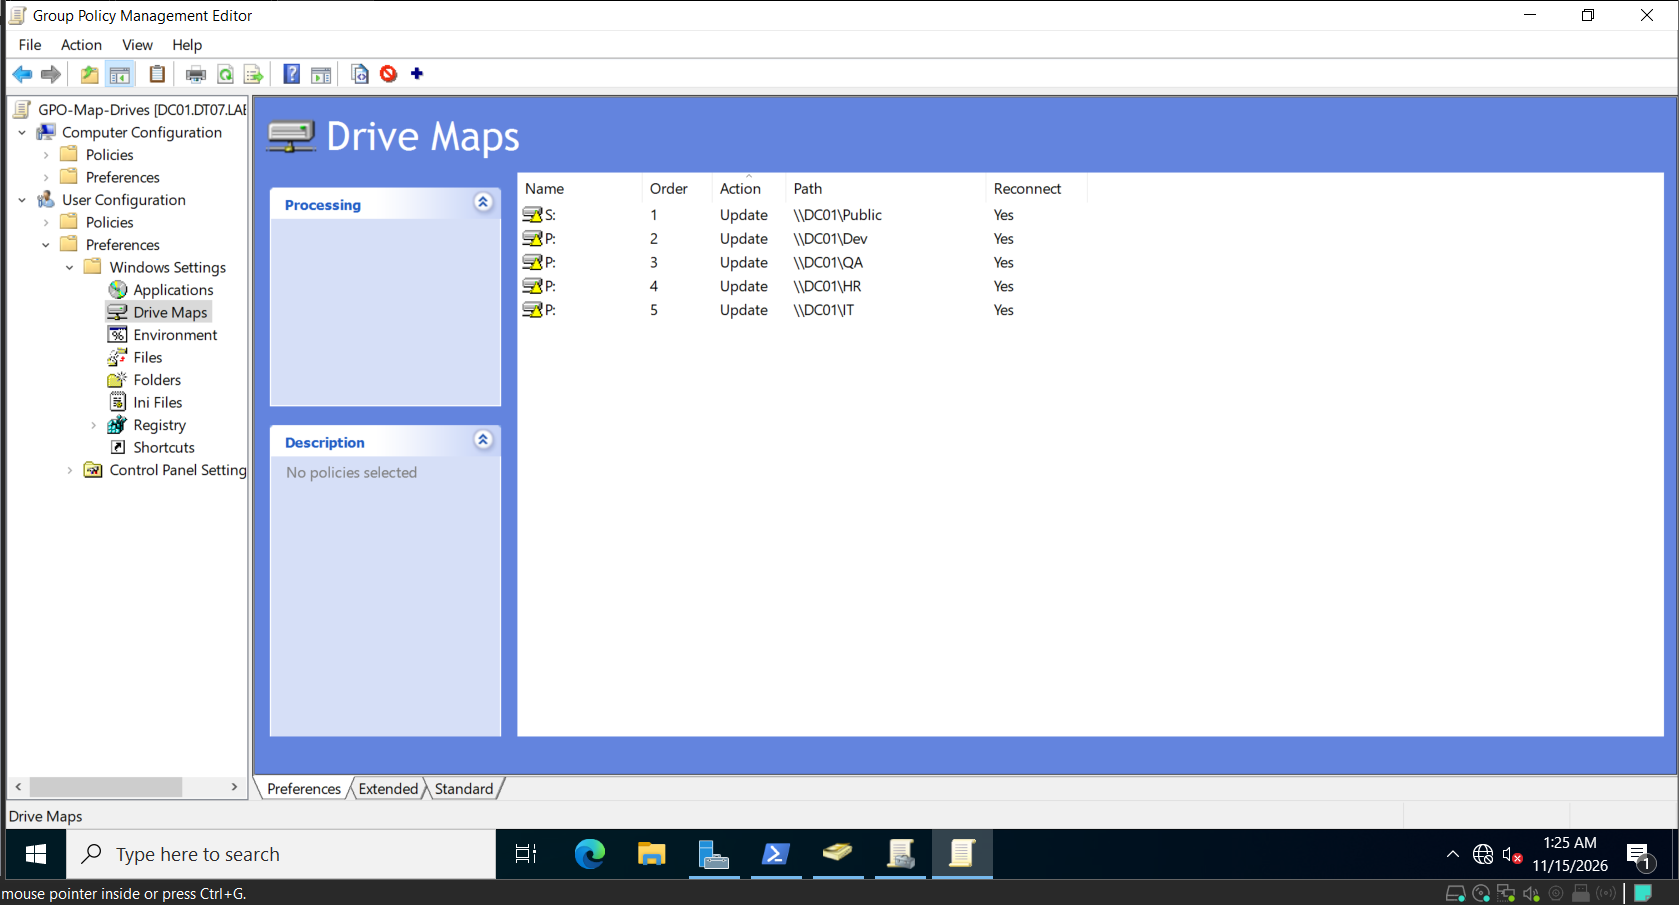 Group Policy Management Editor
File Action View Help
GPO-Map-Drives [DC01.DT07.LAB
Computer Configuration
Policies
Preferences
User Configuration
Policies
Preferences
Windows Settings
Applications
Drive Maps
Environment
Files
Folders
Ini Files
Registry
Shortcuts
Control Panel Setting
Drive Maps
Processing
Description
No policies selected
Name Order Action Path Reconnect
S: 1 Update \\DC01\Public Yes
P: 2 Update \\DC01\Dev Yes
P: 3 Update \\DC01\QA Yes
P: 4 Update \\DC01\HR Yes
P: 5 Update \\DC01\IT Yes
Preferences Extended Standard
Drive Maps
Type here to search
1:25 AM
11/15/2026
1
mouse pointer inside or press Ctrl+G.